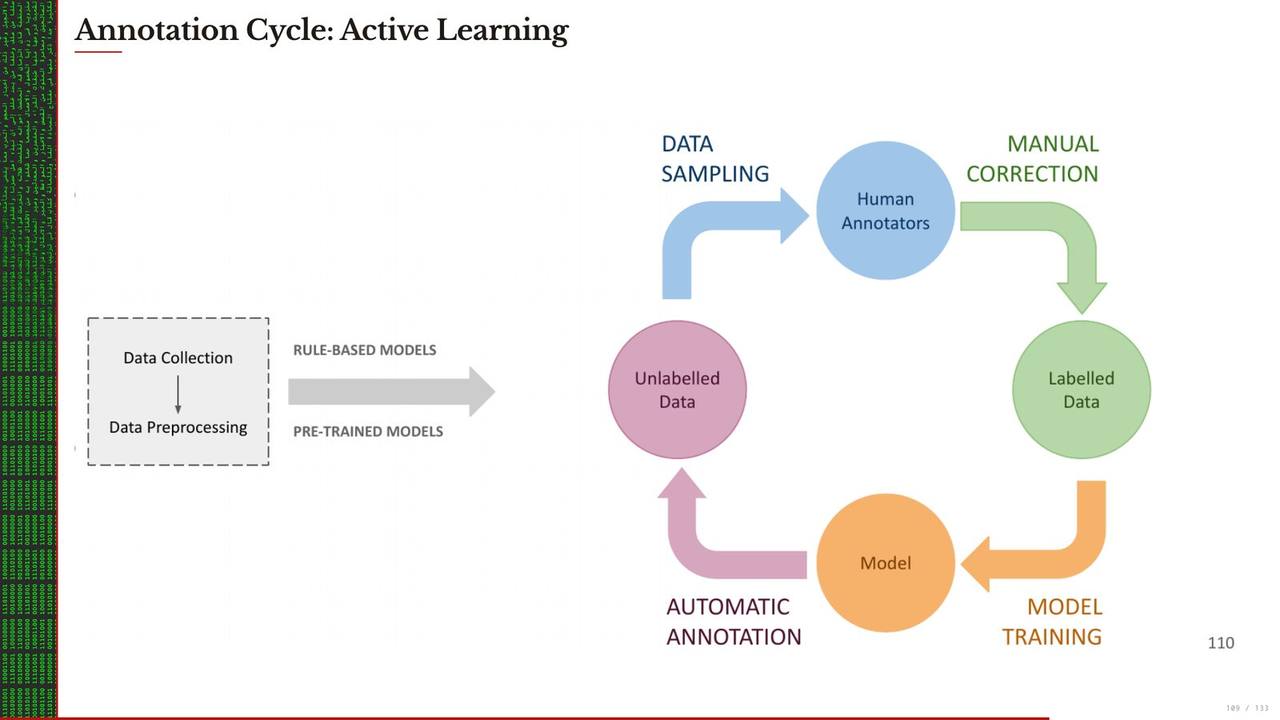 Annotation Cycle: Active Learning
DATA
SAMPLING
Human
Annotators
MANUAL
CORRECTION
Data Collection
Data Preprocessing
RULE-BASED MODELS
PRE-TRAINED MODELS
Unlabelled
Data
Labelled
Data
Model
AUTOMATIC
ANNOTATION
MODEL
TRAINING
110
109 / 133